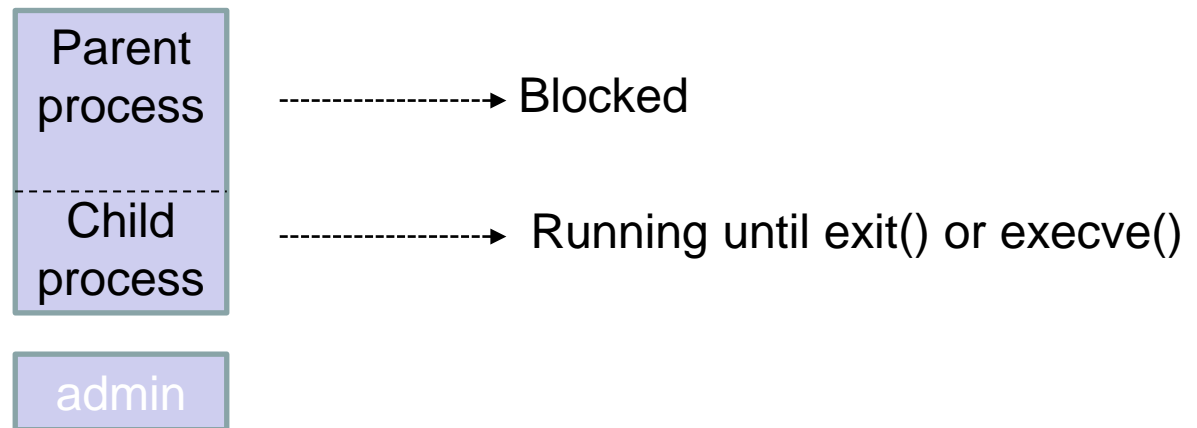 Parent
process
Blocked
Child
process
Running until exit() or execve()
admin